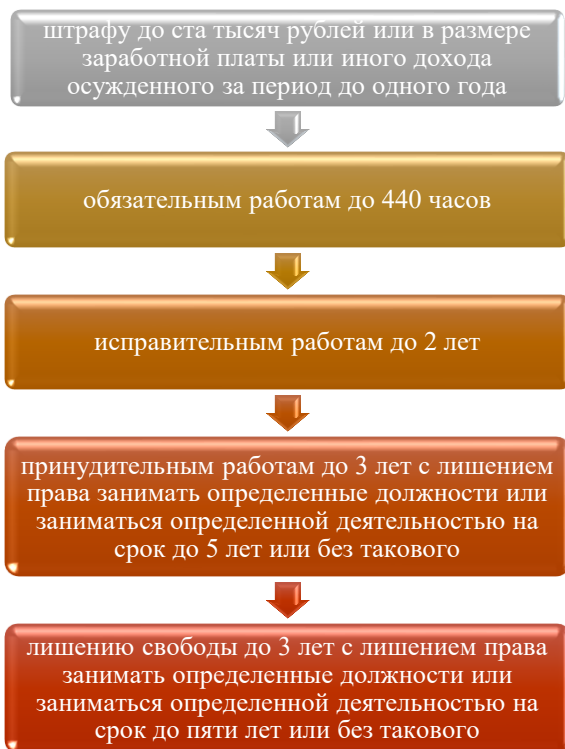 штрафу до ста тысяч рублей или в размере
заработной платы или иного дохода
осужденного за период до одного года
обязательным работам до 440 часов
исправительным работам до 2 лет
принудительным работам до 3 лет с лишением
права занимать определенные должности или
заниматься определенной деятельностью на
срок до 5 лет или без такового
лишению свободы до 3 лет с лишением права
занимать определенные должности или
заниматься определенной деятельностью на
срок до пяти лет или без такового